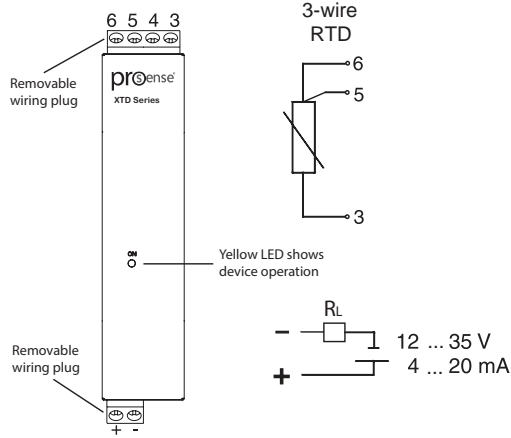 6 5 4 3
Removable
wiring plug
prosense
XTD Series
ON
Yellow LED shows
device operation
Removable
wiring plug
+ -
3-wire
RTD
6
5
3
RL
- 
12 ... 35 V
+
4 ... 20 mA